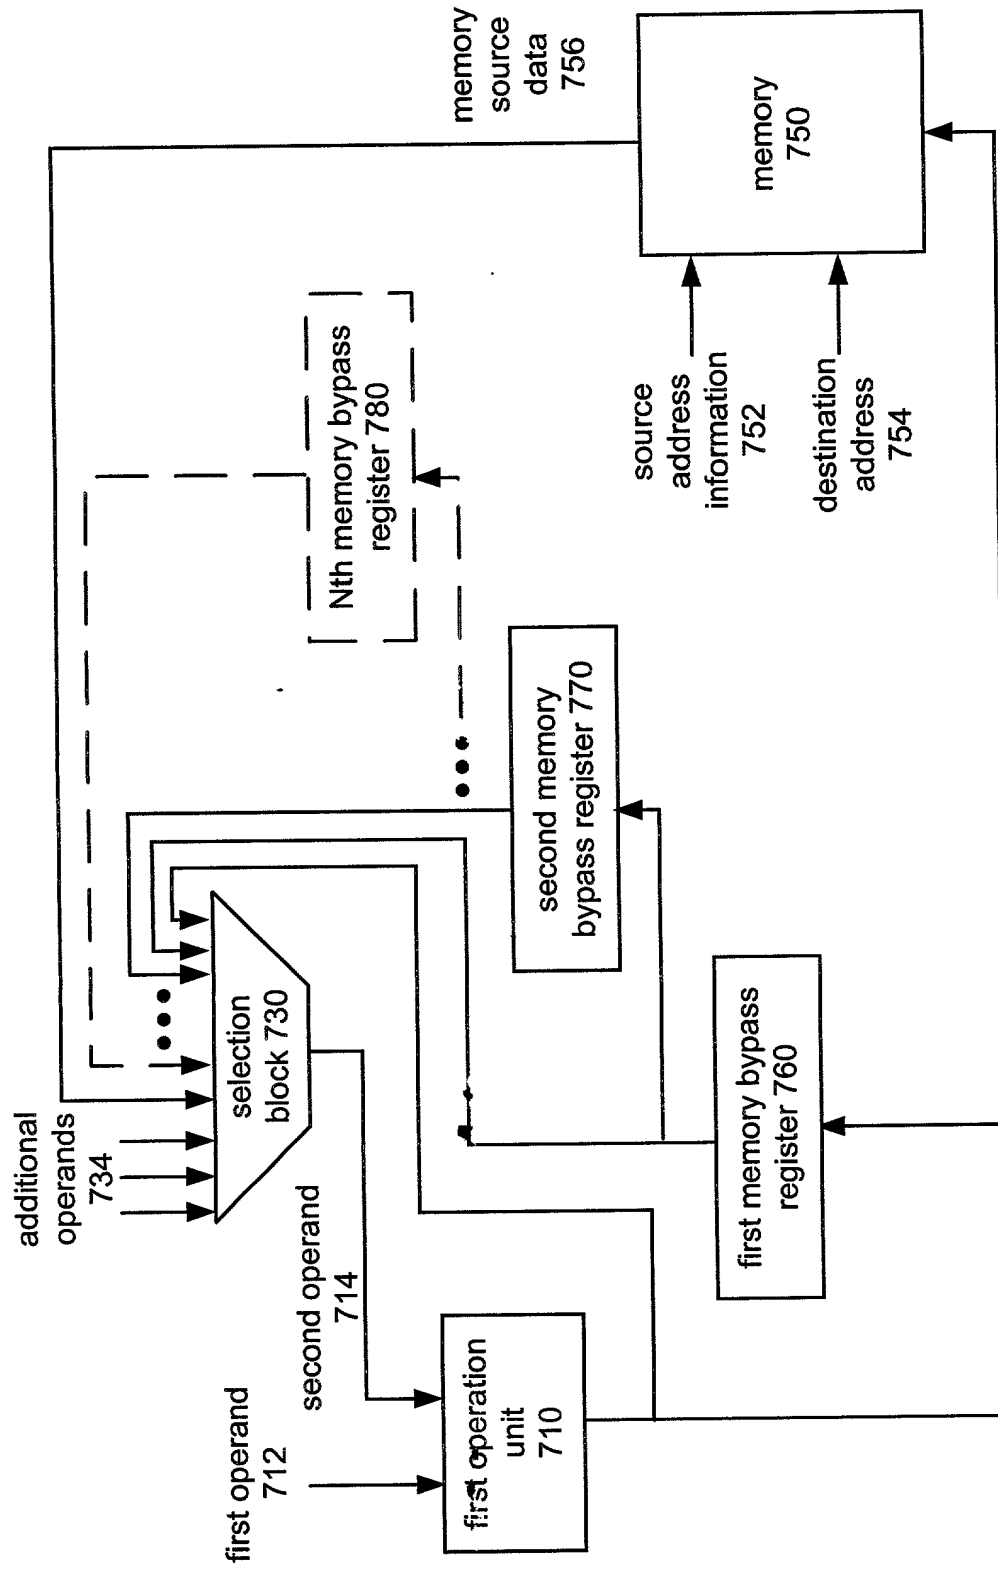 additional
operands
734
memory
source
data
756
selection
block 730
Nth memory bypass
register 780
first operand
712
second operand
714
first operation
unit
710
second memory
bypass register 770
first memory bypass
register 760
source
address
information
752
destination
address
754
memory
750